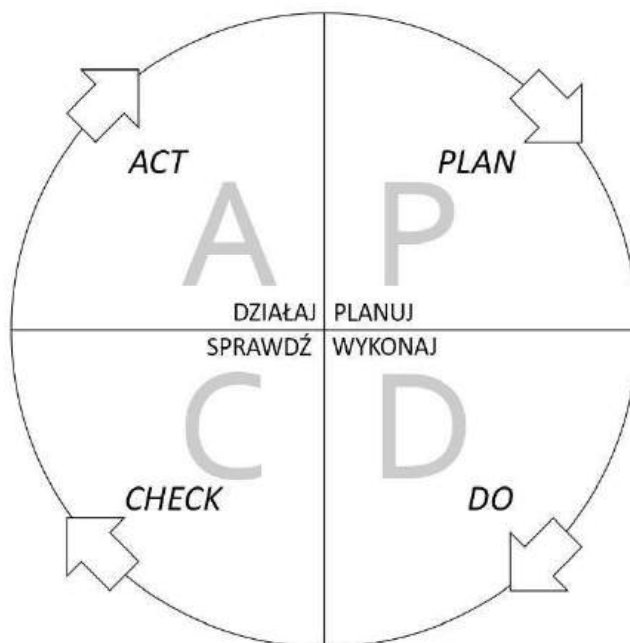 ACT PLAN
A P
DZIAŁAJ PLANUJ
SPRAWDŹ WYKONAJ
C D
CHECK DO